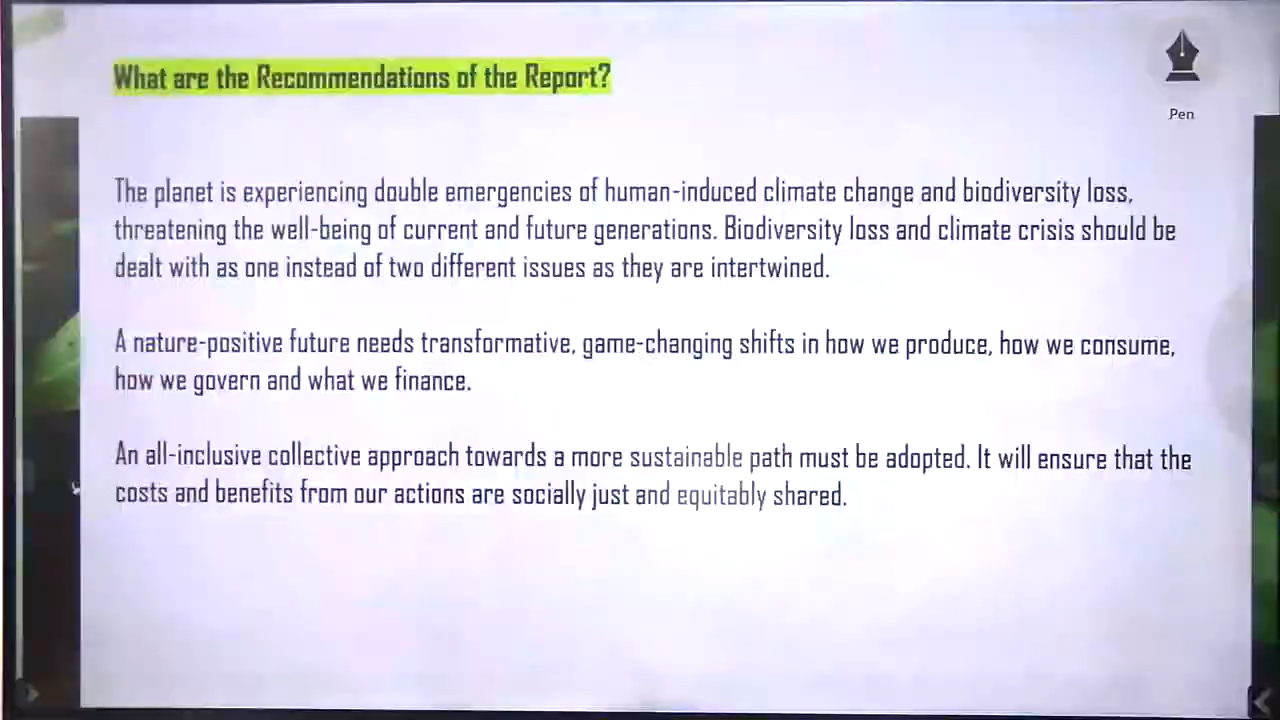 What are the Recommendations of the Report?
Pen
The planet is experiencing double emergencies of human-induced climate change and biodiversity loss,
threatening the well-being of current and future generations. Biodiversity loss and climate crisis should be
dealt with as one instead of two different issues as they are intertwined.
A nature-positive future needs transformative, game-changing shifts in how we produce, how we consume,
how we govern and what we finance.
An all-inclusive collective approach towards a more sustainable path must be adopted. It will ensure that the
costs and benefits from our actions are socially just and equitably shared.